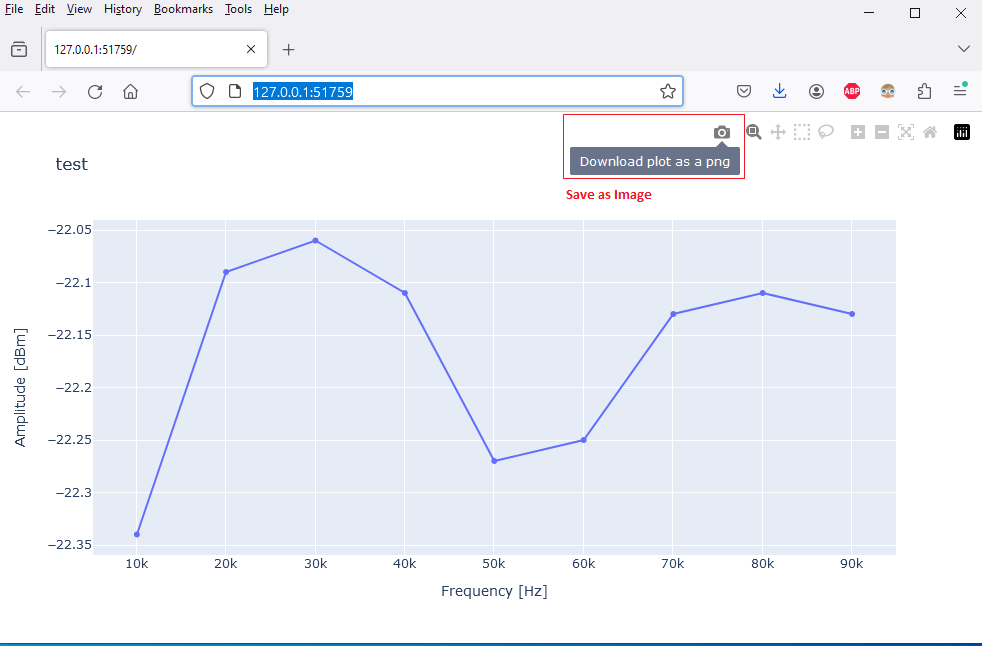 File Edit View History Bookmarks Tools Help
127.0.0.1:51759/
127.0.0.1:51759
ABP
Download plot as a png
Save as Image
test
−22.05
−22.1
−22.15
−22.2
−22.25
−22.3
−22.35
Amplitude [dBm]
10k 20k 30k 40k 50k 60k 70k 80k 90k
Frequency [Hz]